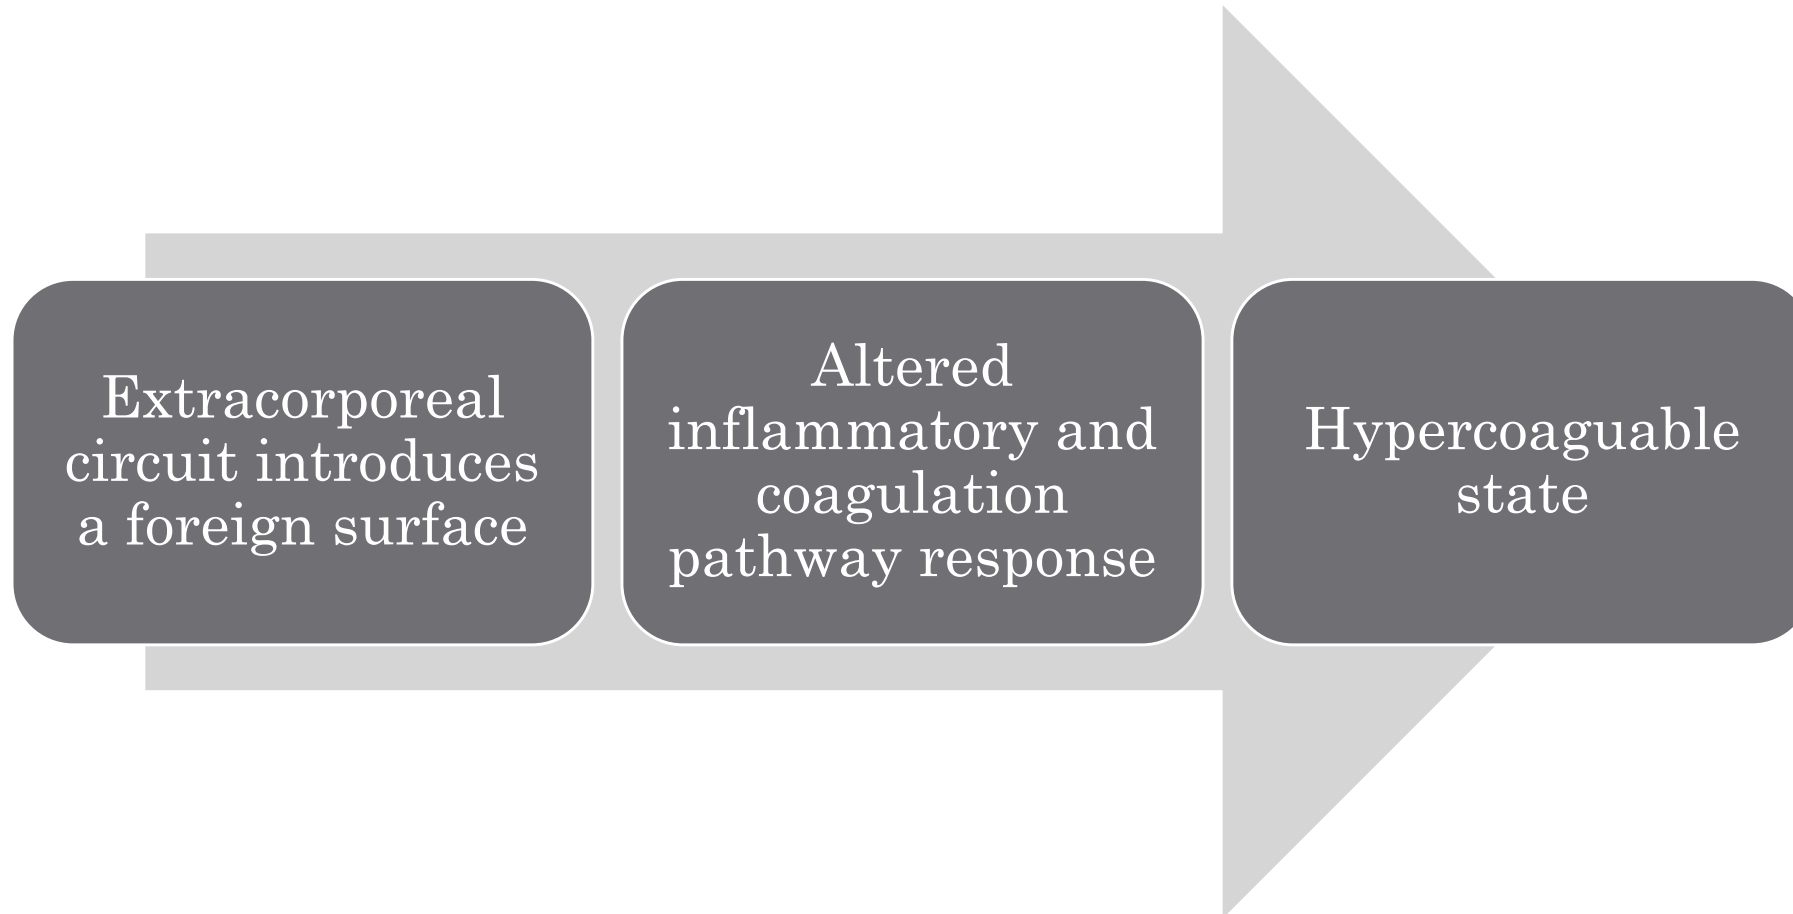 Extracorporeal
circuit introduces
a foreign surface
Altered
inflammatory and
coagulation
pathway response
Hypercoaguable
state